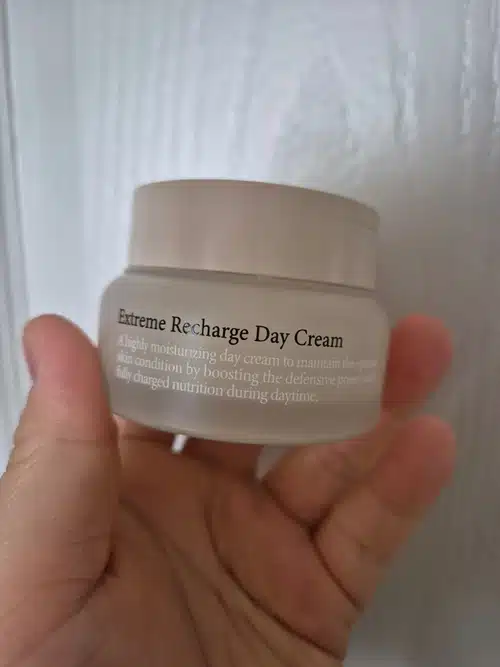 Extreme Recharge Day Cream
A highly moisturizing day cream to maintain the
skin condition by boosting the defensive power
fully charged nutrition during daytime.